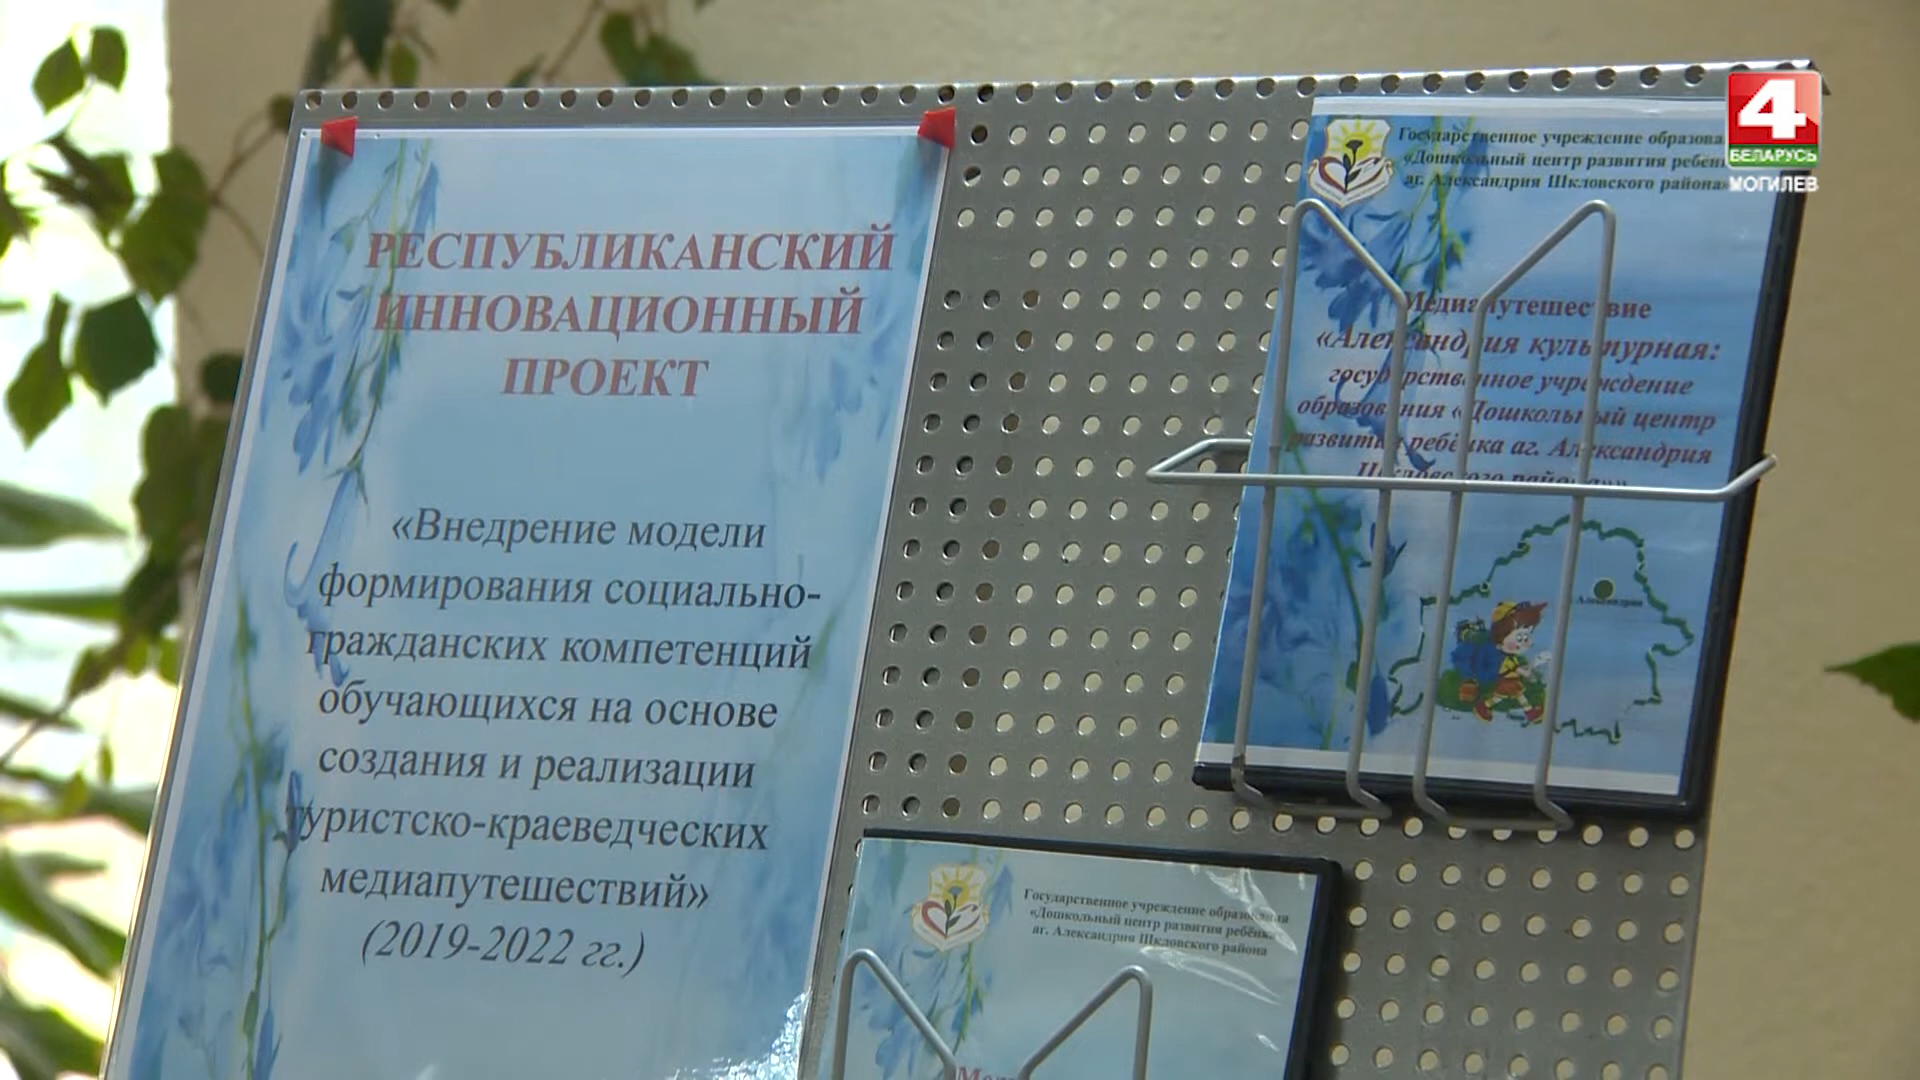 РЕСПУБЛИКАНСКИЙ
ИННОВАЦИОННЫЙ
ПРОЕКТ
«Внедрение модели
формирования социально-
гражданских компетенций
обучающихся на основе
создания и реализации
туристско-краеведческих
медиапутешествий»
(2019-2022 гг.)
Государственное учреждение образова
«Дошкольный центр развития ребён
аг. Александрия Шкловского района»
Медиапутешествие
«Александрия культурная:
государственное учреждение
образования «Дошкольный центр
развития ребёнка аг. Александрия
Шкловского района»»
Александрия
Государственное учреждение образования
«Дошкольный центр развития ребёнк
аг. Александрия Шкловского района
4
БЕЛАРУСЬ
МОГИЛЕВ